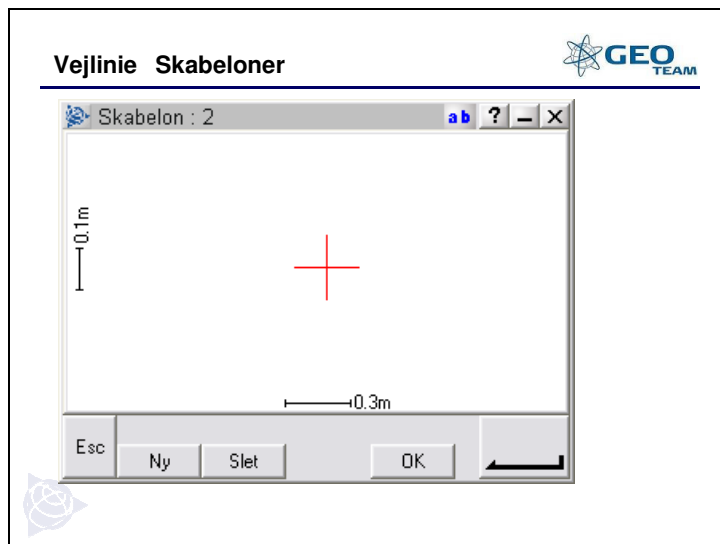 Vejlinie Skabeloner
GEO
TEAM
Skabelon : 2
ab ? – ×
0.1m
0.3m
Esc
Ny Slet OK